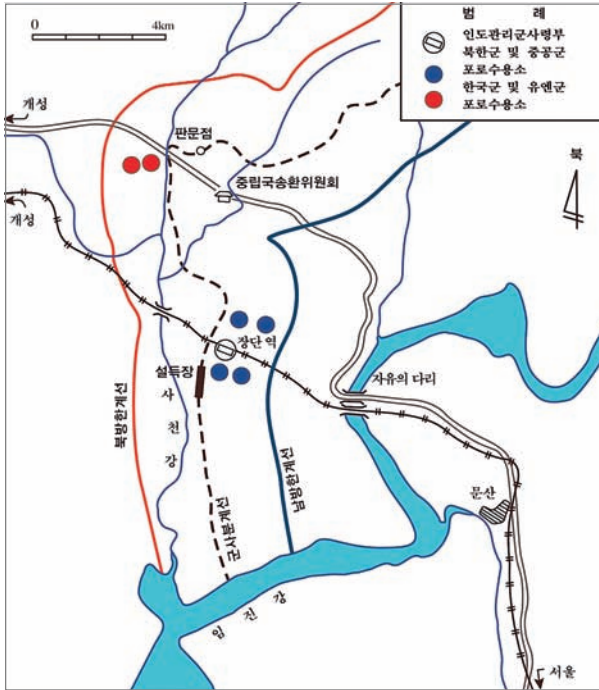 0 4km
범 례
인도관리군사령부
북한군 및 중공군
포로수용소
한국군 및 유엔군
포로수용소
개성
판문점
중립국송환위원회
북
개성
장단 역
설득장
사천강
자유의 다리
북방한계선
군사분계선
남방한계선
문산
임진강
서울